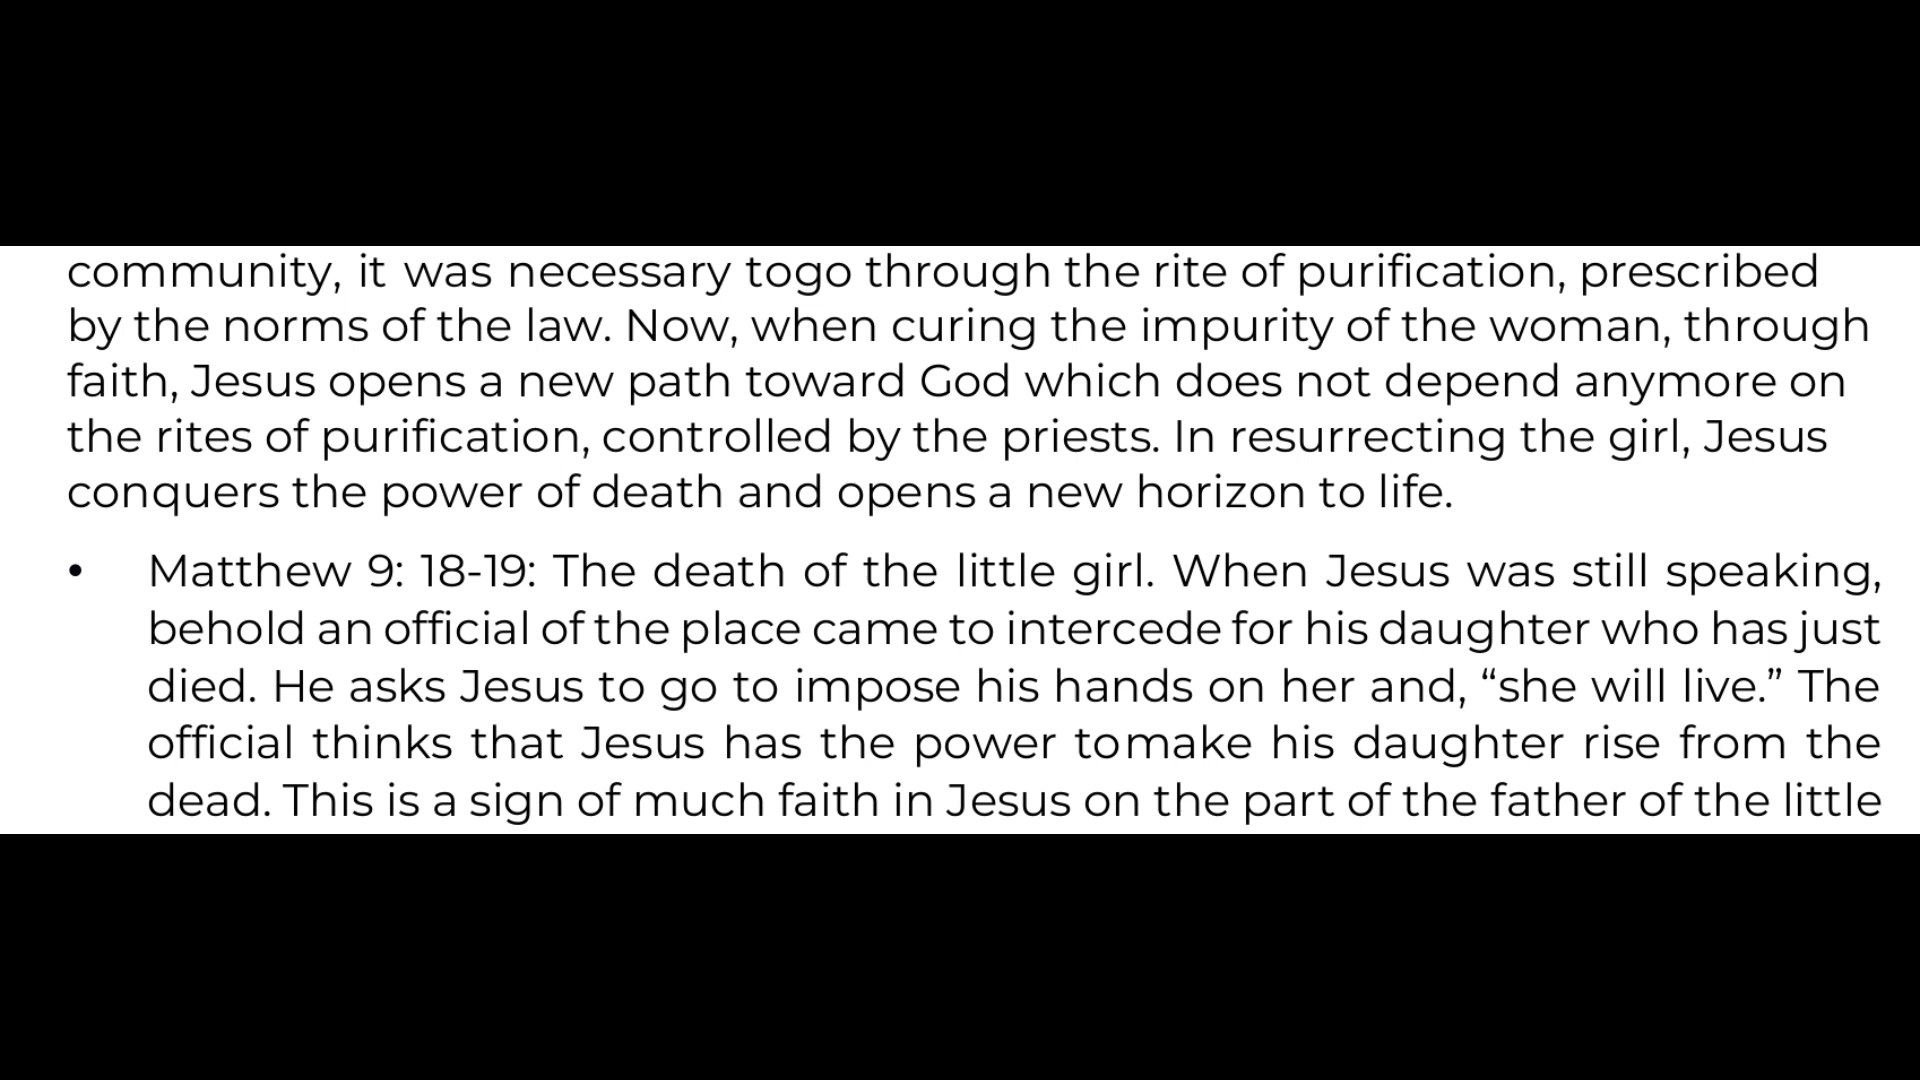 community, it was necessary togo through the rite of purification, prescribed
by the norms of the law. Now, when curing the impurity of the woman, through
faith, Jesus opens a new path toward God which does not depend anymore on
the rites of purification, controlled by the priests. In resurrecting the girl, Jesus
conquers the power of death and opens a new horizon to life.
• Matthew 9: 18-19: The death of the little girl. When Jesus was still speaking,
behold an official of the place came to intercede for his daughter who has just
died. He asks Jesus to go to impose his hands on her and, “she will live.” The
official thinks that Jesus has the power tomake his daughter rise from the
dead. This is a sign of much faith in Jesus on the part of the father of the little